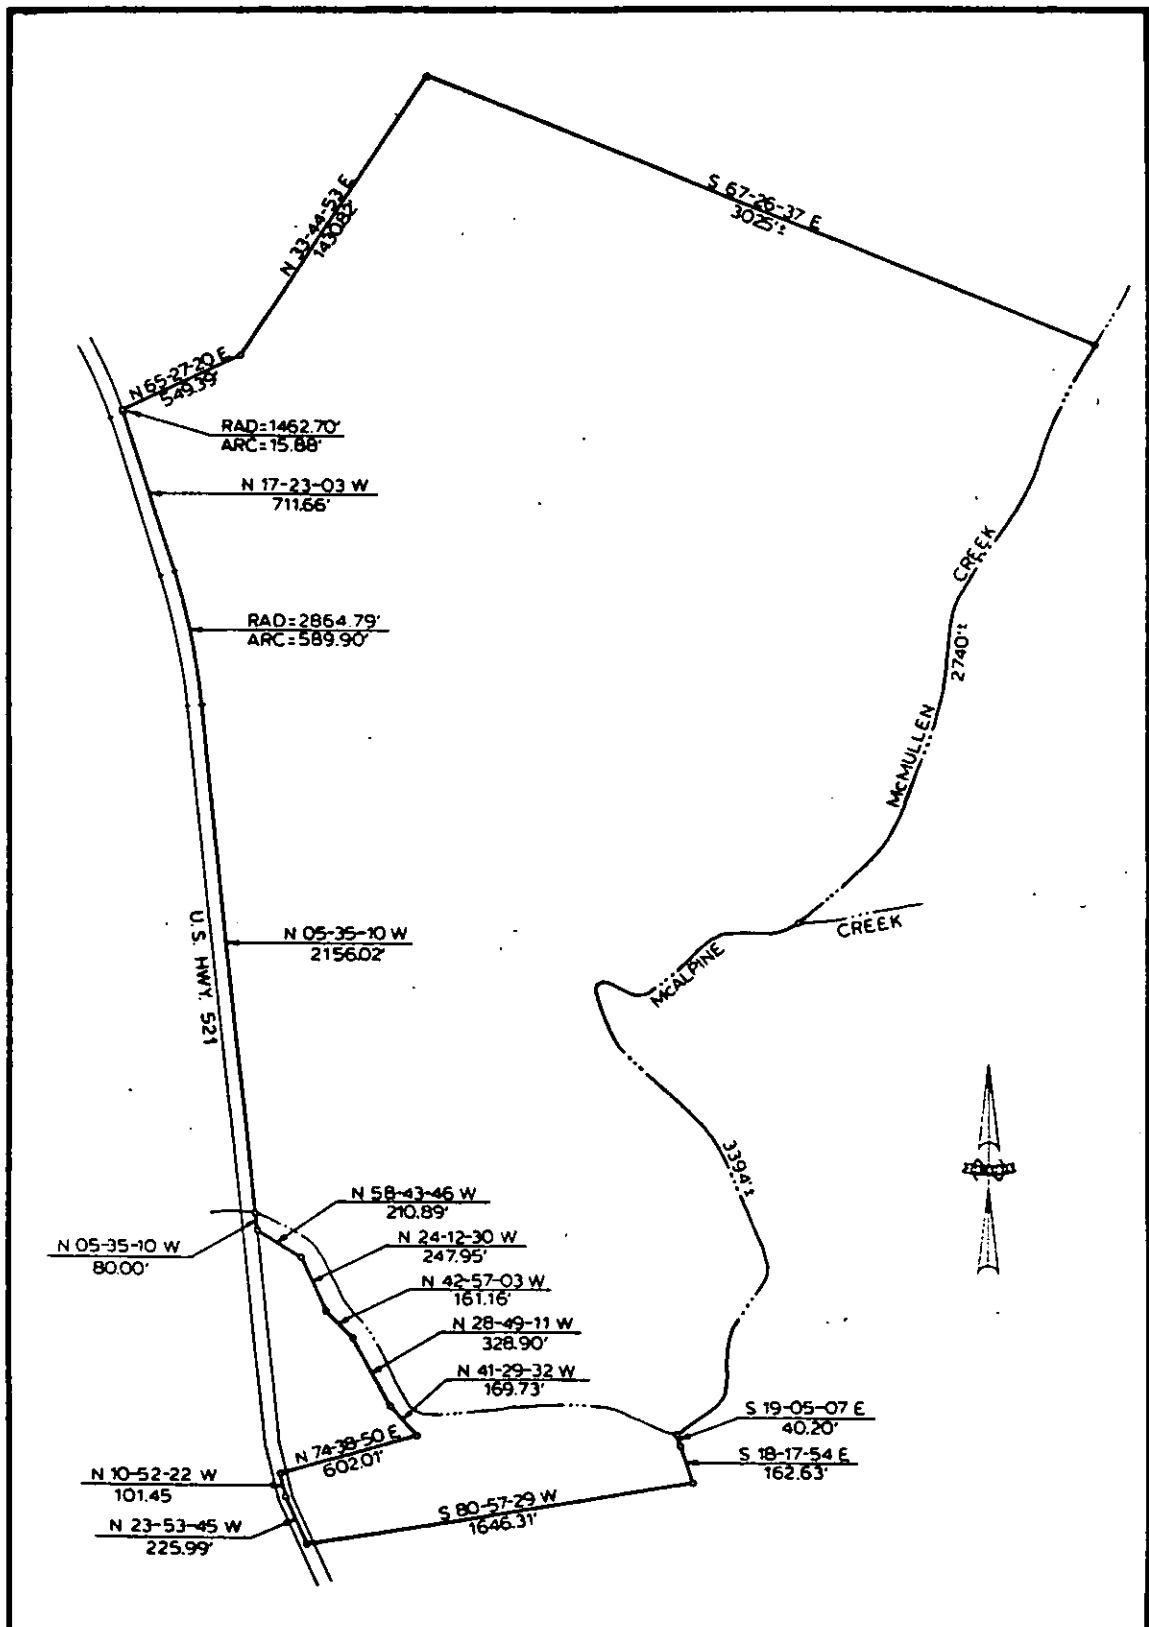 N 33-44-53 E
1430.82'
S 67-26-37 E
3025'±
N 65-27-20 E
549.39'
RAD=1462.70'
ARC=15.88'
N 17-23-03 W
711.66'
RAD=2864.79'
ARC=589.90'
CREEK
2740'±
McMULLEN
CREEK
McALPINE
U.S. HWY. 521
N 05-35-10 W
2156.02'
3394'±
N 58-43-46 W
210.89'
N 05-35-10 W
80.00'
N 24-12-30 W
247.95'
N 42-57-03 W
161.16'
N 28-49-11 W
328.90'
N 41-29-32 W
169.73'
S 19-05-07 E
40.20'
N 74-38-50 E
602.01'
S 18-17-54 E
162.63'
N 10-52-22 W
101.45
S 80-57-29 W
1646.31'
N 23-53-45 W
225.99'